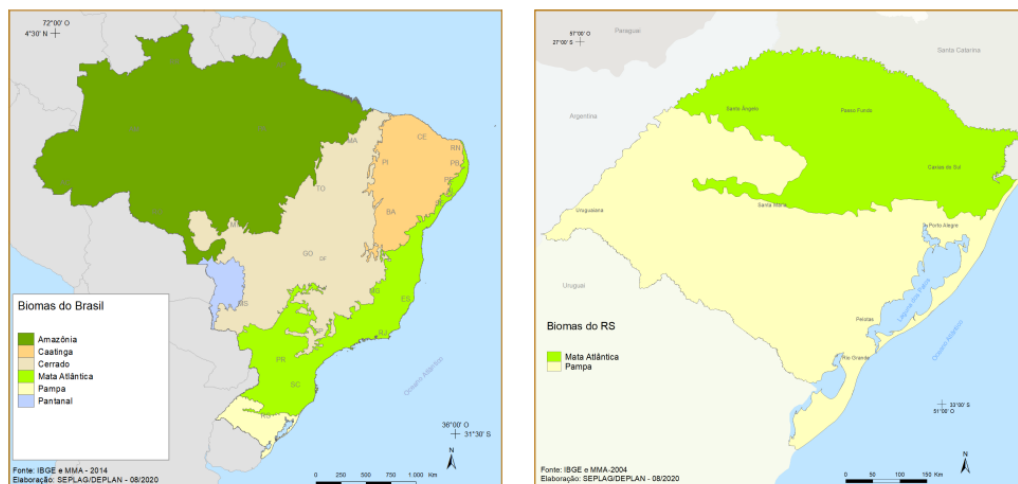 72°00' O
4°30' N
MA
CE
RN
PB
PI
TO
BA
GO
DF
MG
ES
RJ
PR
SC
RS
Oceano Atlântico
Biomas do Brasil
Amazônia
Caatinga
Cerrado
Mata Atlântica
Pampa
Pantanal
36°00' O
31°30' S
N
Fonte: IBGE e MMA - 2014
Elaboração: SEPLAG/DEPLAN - 08/2020
0 250 500 1.000 Km
57°00' O
27°00' S
Paraguai
Santa Catarina
Argentina
Santo Ângelo
Passo Fundo
Caxias do Sul
Santa Maria
Uruguaiana
Porto Alegre
Uruguai
Laguna dos Patos
Pelotas
Rio Grande
Oceano Atlântico
Biomas do RS
Mata Atlântica
Pampa
33°00' S
51°00' O
N
Fonte: IBGE e MMA-2004
Elaboração: SEPLAG/DEPLAN - 08/2020
0 50 100 150 Km